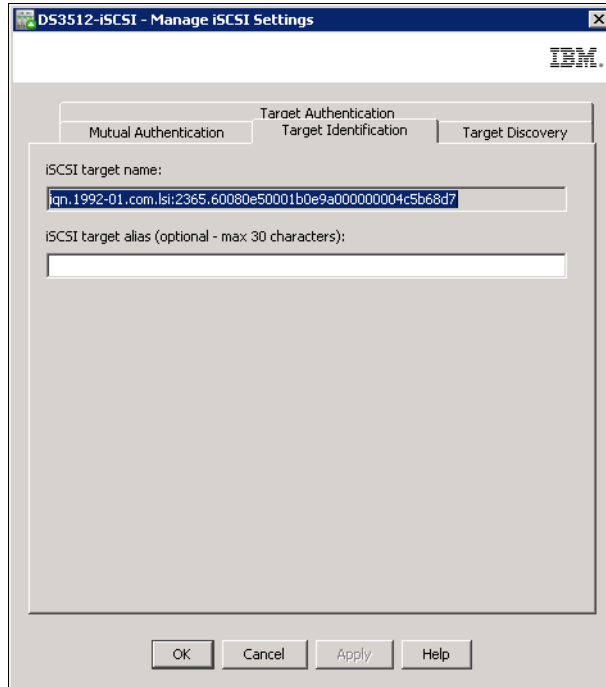 DS3512-iSCSI - Manage iSCSI Settings
IBM.
Target Authentication
Mutual Authentication Target Identification Target Discovery
iSCSI target name:
iqn.1992-01.com.lsi:2365.60080e50001b0e9a000000004c5b68d7
iSCSI target alias (optional - max 30 characters):
OK Cancel Apply Help